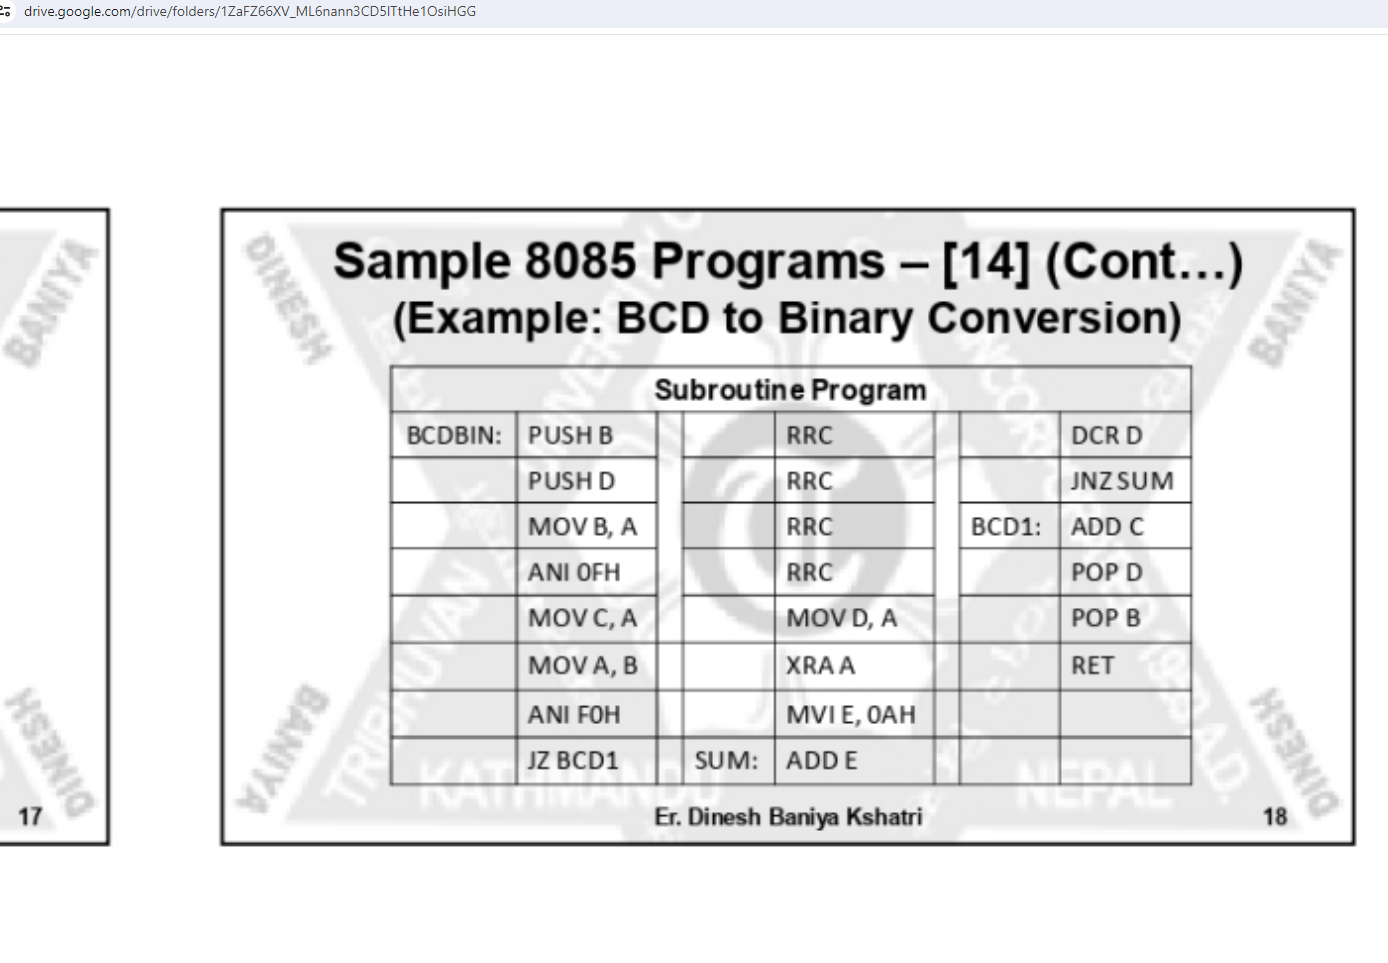 drive.google.com/drive/folders/1ZaFZ66XV_ML6nann3CD5lTtHe1OsiHGG
BANIYA
DINESH
17
DINESH
BANIYA
Sample 8085 Programs – [14] (Cont…)
(Example: BCD to Binary Conversion)
Subroutine Program
BCDBIN: PUSH B RRC DCR D
PUSH D RRC JNZ SUM
MOV B, A RRC BCD1: ADD C
ANI 0FH RRC POP D
MOV C, A MOV D, A POP B
MOV A, B XRA A RET
ANI F0H MVI E, 0AH
JZ BCD1 SUM: ADD E
BANIYA
DINESH
TRIBHUVAN
KATHMANDU
NEPAL
Er. Dinesh Baniya Kshatri
18